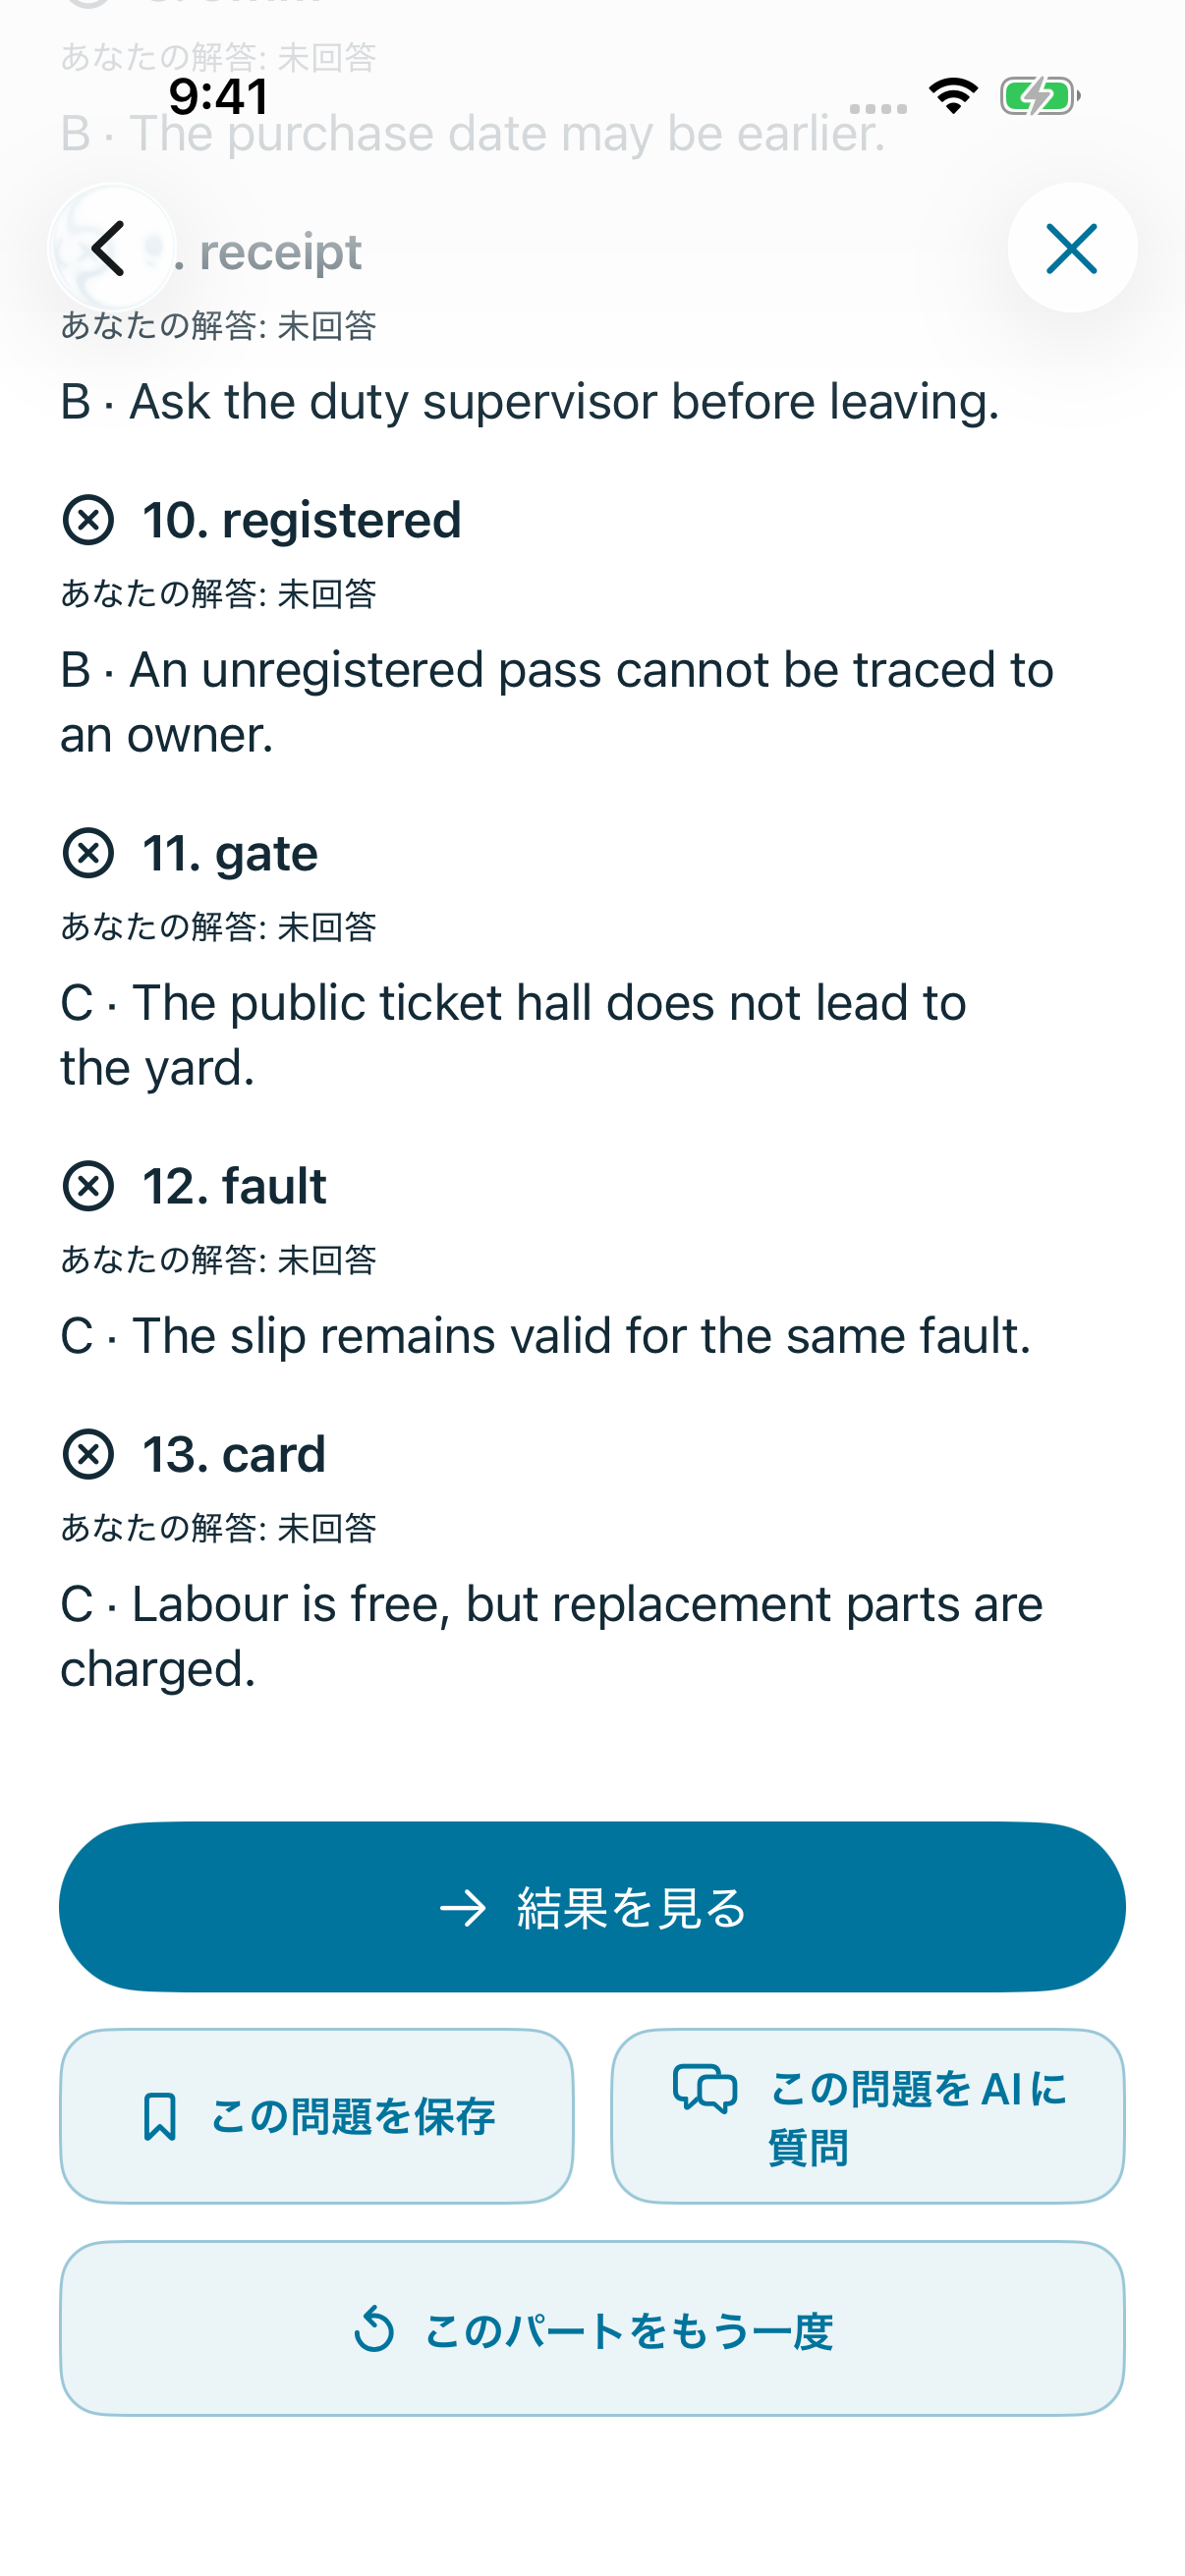 あなたの解答: 未回答
9:41
B · The purchase date may be earlier.
. receipt
あなたの解答: 未回答
B · Ask the duty supervisor before leaving.
10. registered
あなたの解答: 未回答
B · An unregistered pass cannot be traced to
an owner.
11. gate
あなたの解答: 未回答
C · The public ticket hall does not lead to
the yard.
12. fault
あなたの解答: 未回答
C · The slip remains valid for the same fault.
13. card
あなたの解答: 未回答
C · Labour is free, but replacement parts are
charged.
結果を見る
この問題を保存
この問題をAIに
質問
このパートをもう一度